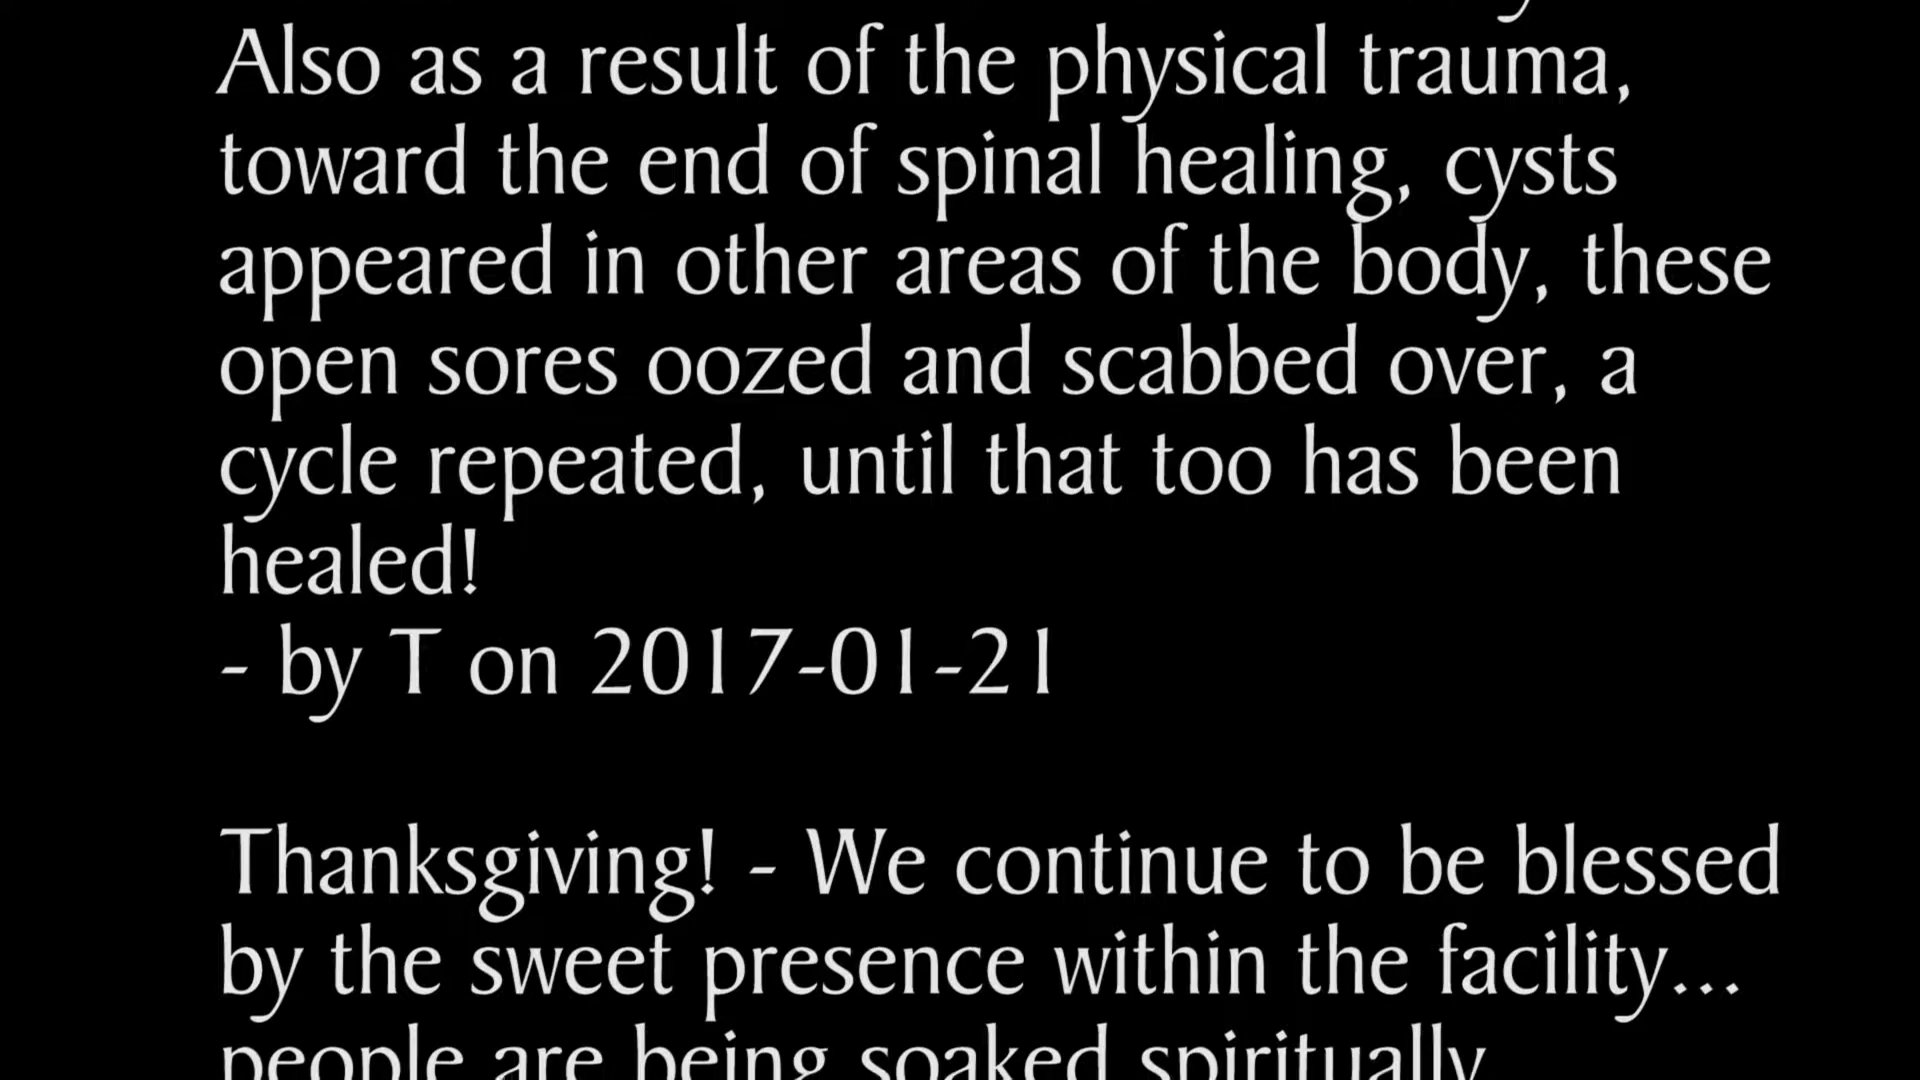 Also as a result of the physical trauma,
toward the end of spinal healing, cysts
appeared in other areas of the body, these
open sores oozed and scabbed over, a
cycle repeated, until that too has been
healed!
- by T on 2017-01-21
Thanksgiving! - We continue to be blessed
by the sweet presence within the facility...
people are being soaked spiritually